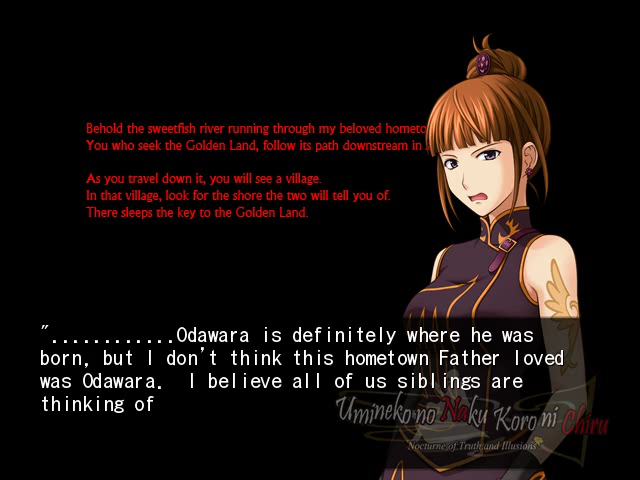 Behold the sweetfish river running through my beloved hometo
You who seek the Golden Land, follow its path downstream in
As you travel down it, you will see a village.
In that village, look for the shore the two will tell you of.
There sleeps the key to the Golden Land.
"............Odawara is definitely where he was
born, but I don't think this hometown Father loved
was Odawara. I believe all of us siblings are
thinking of
Umineko no Naku Koro ni Chiru
Nocturne of Truth and Illusions